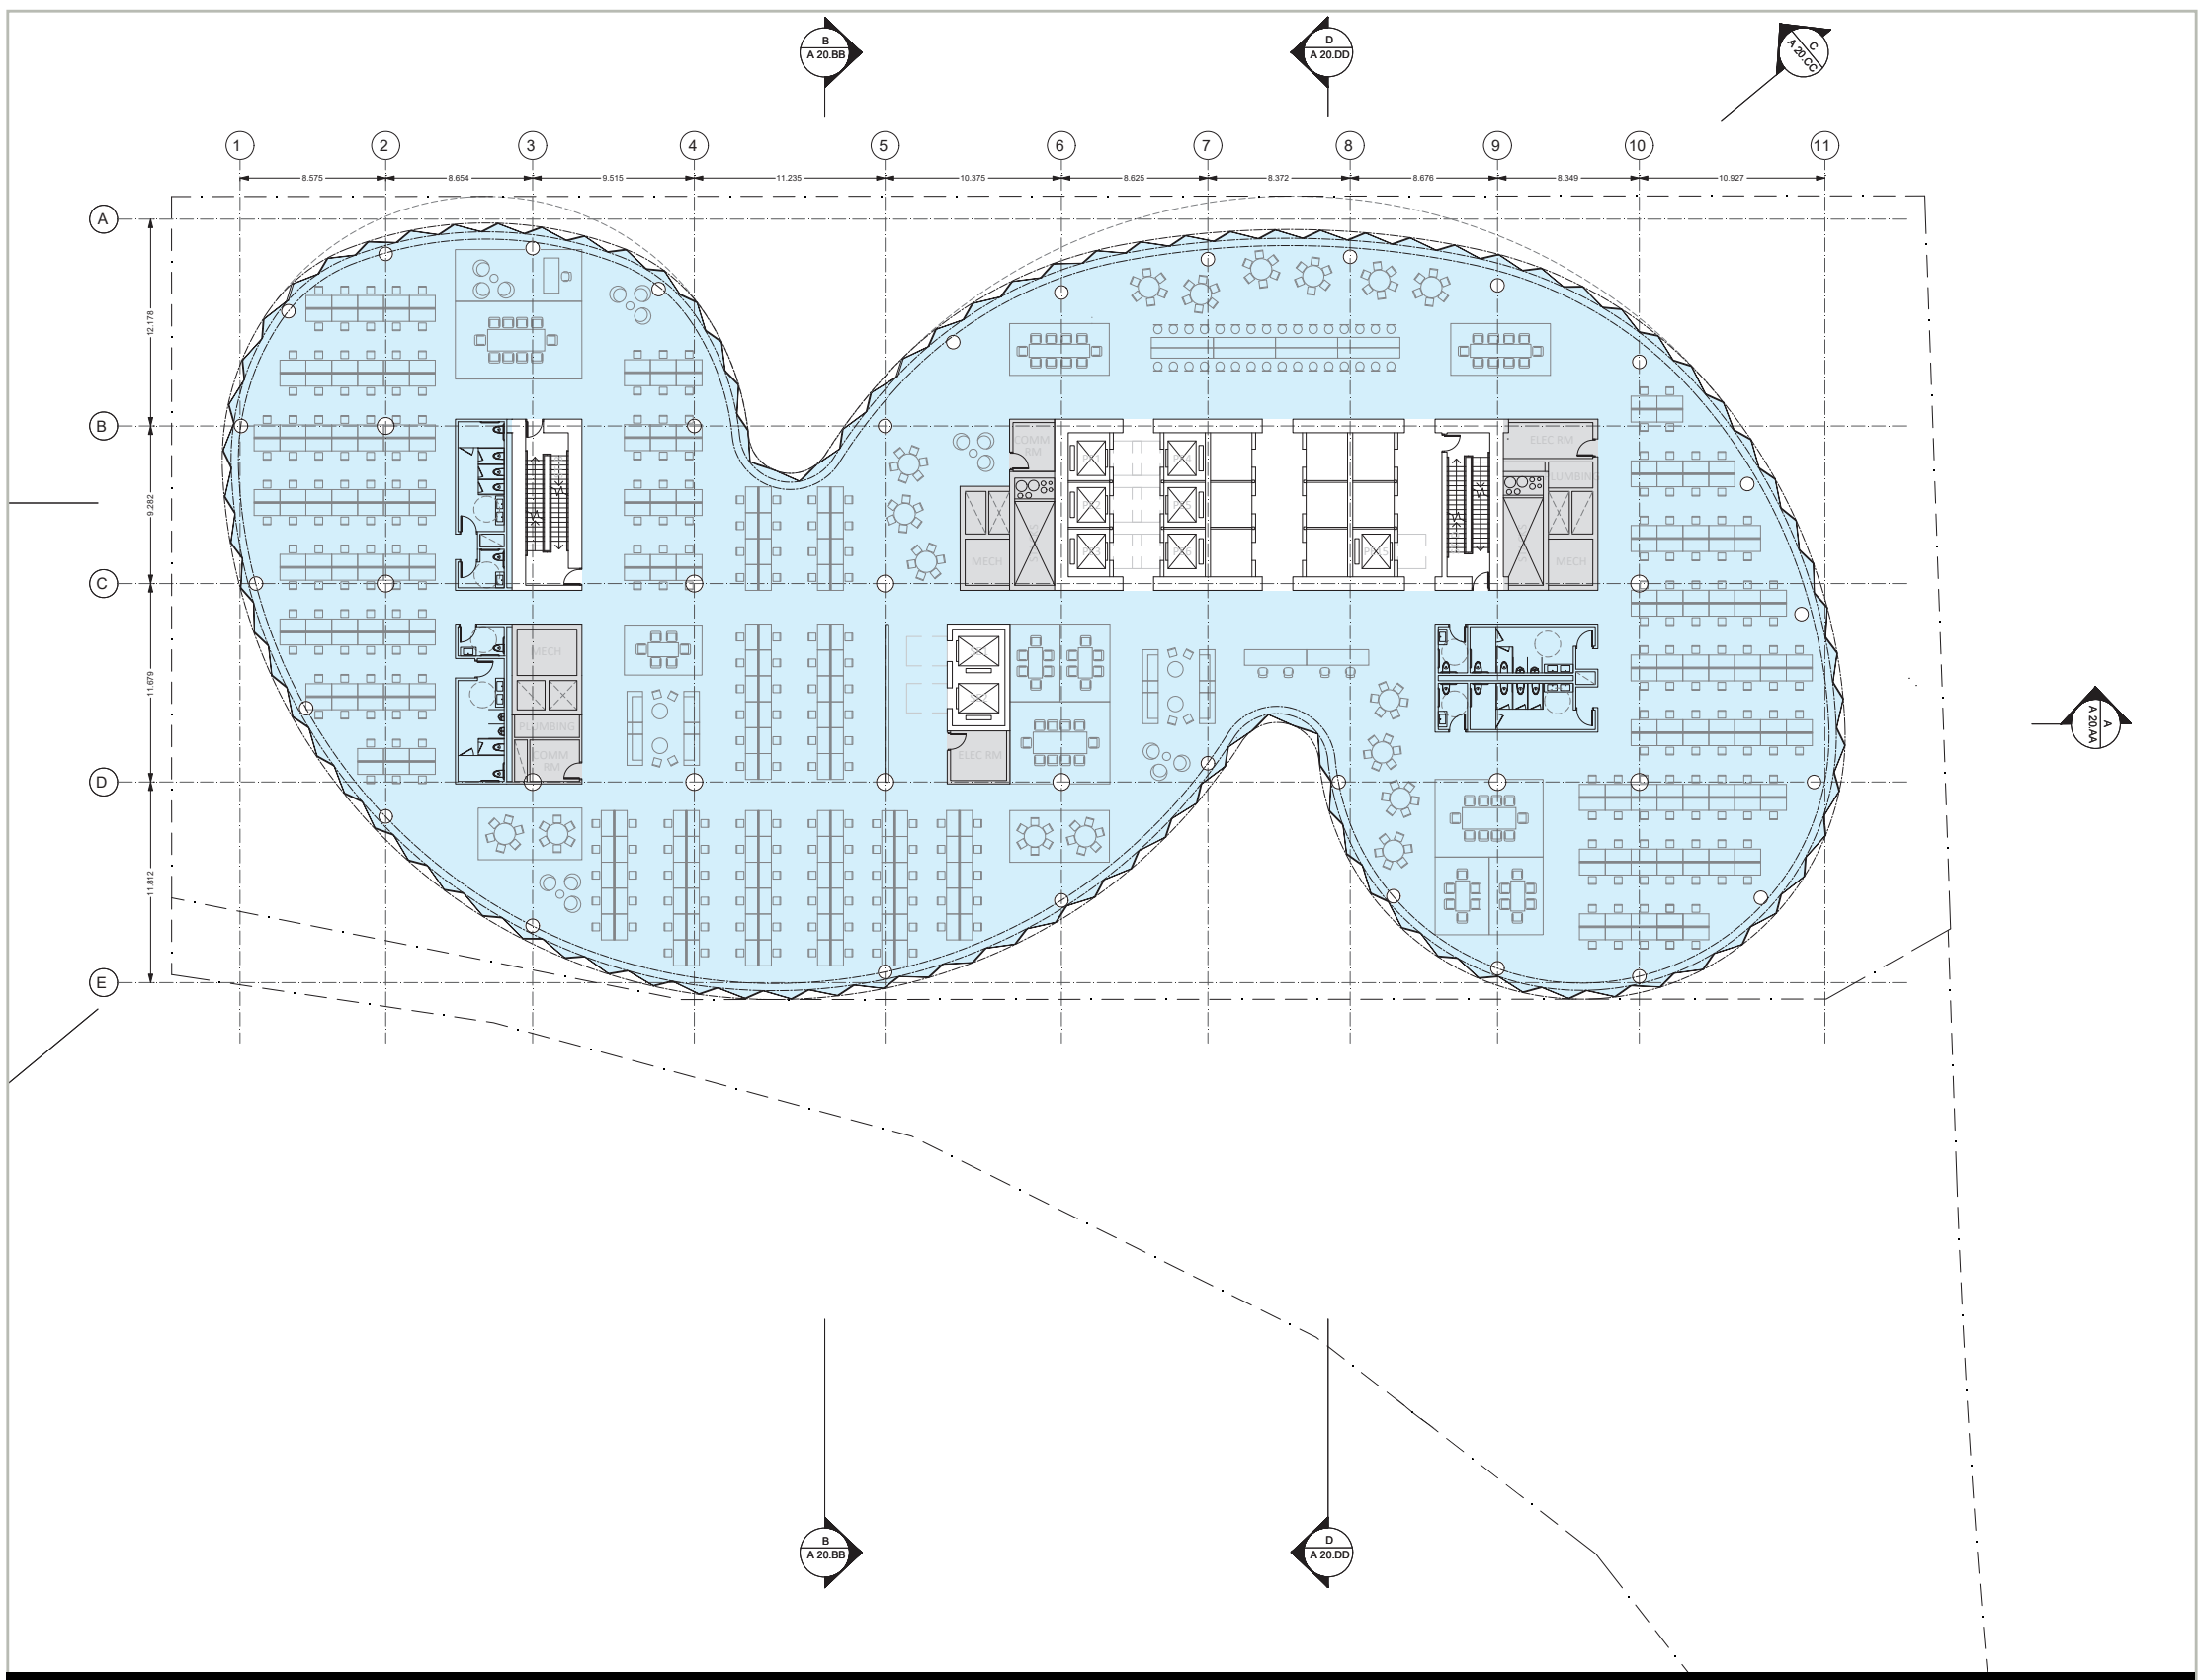 B
A 20.BB
D
A 20.DD
C
A 20.CC
1
2
3
4
5
6
7
8
9
10
11
8.575
8.654
9.515
11.235
10.375
8.625
8.372
8.676
8.349
10.927
A
12.178
B
COMM
RM
ELEC RM
9.282
MECH
MECH
C
MECH
11.679
PLUMBING
ELEC RM
COMM
RM
A
A 20.AA
D
11.812
E
B
A 20.BB
D
A 20.DD